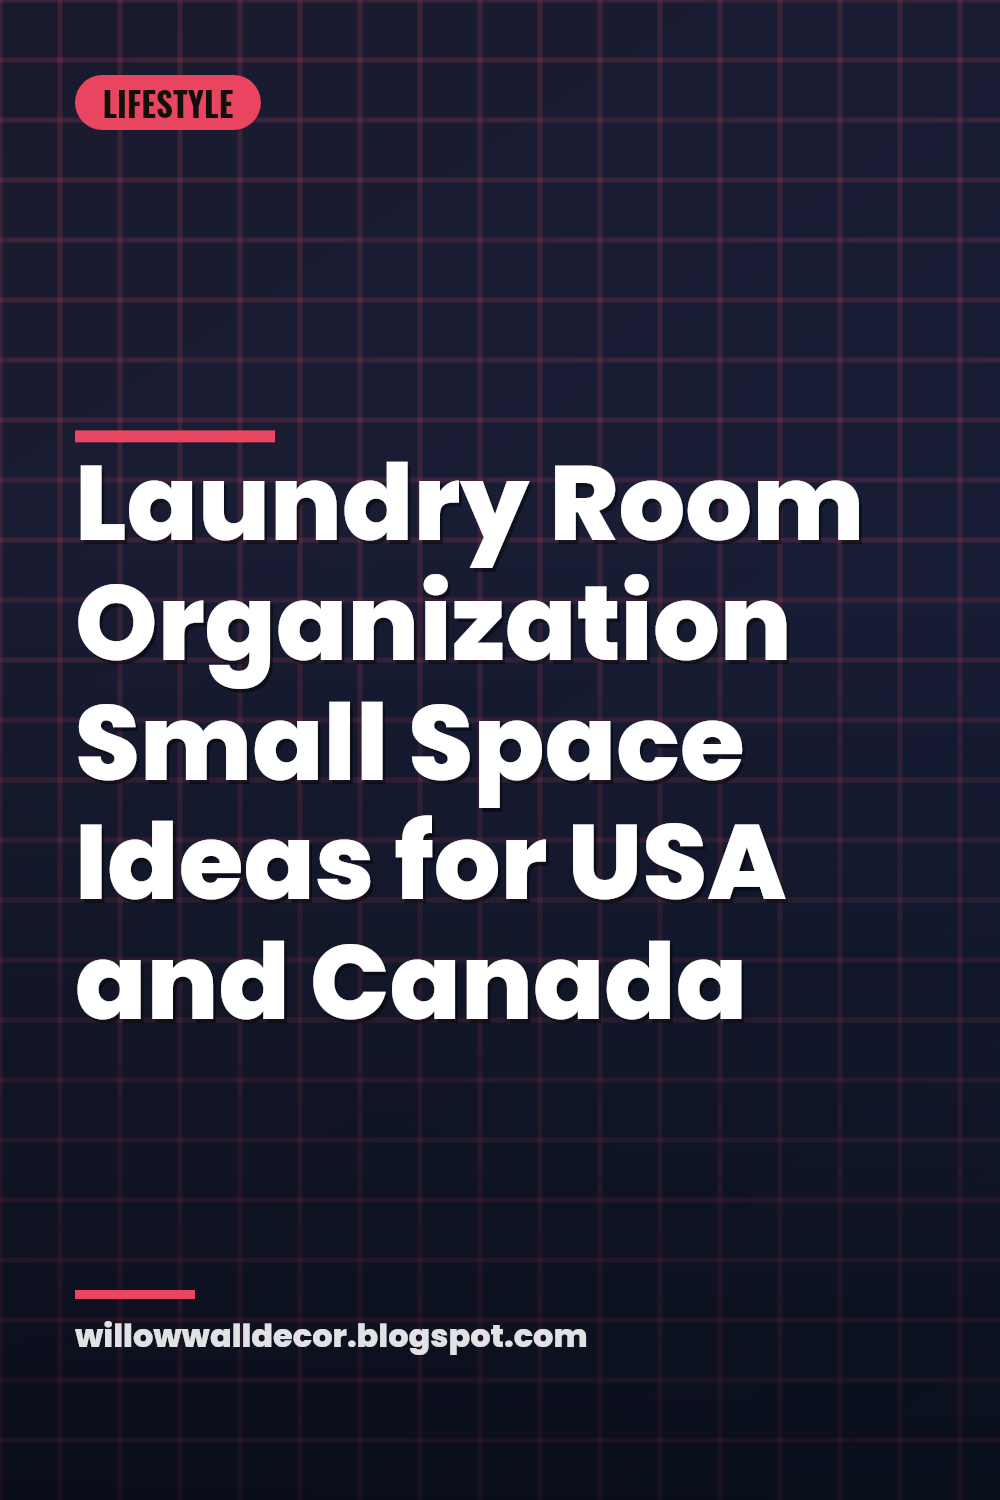 LIFESTYLE
Laundry Room
Organization
Small Space
Ideas for USA
and Canada
willowwalldecor.blogspot.com